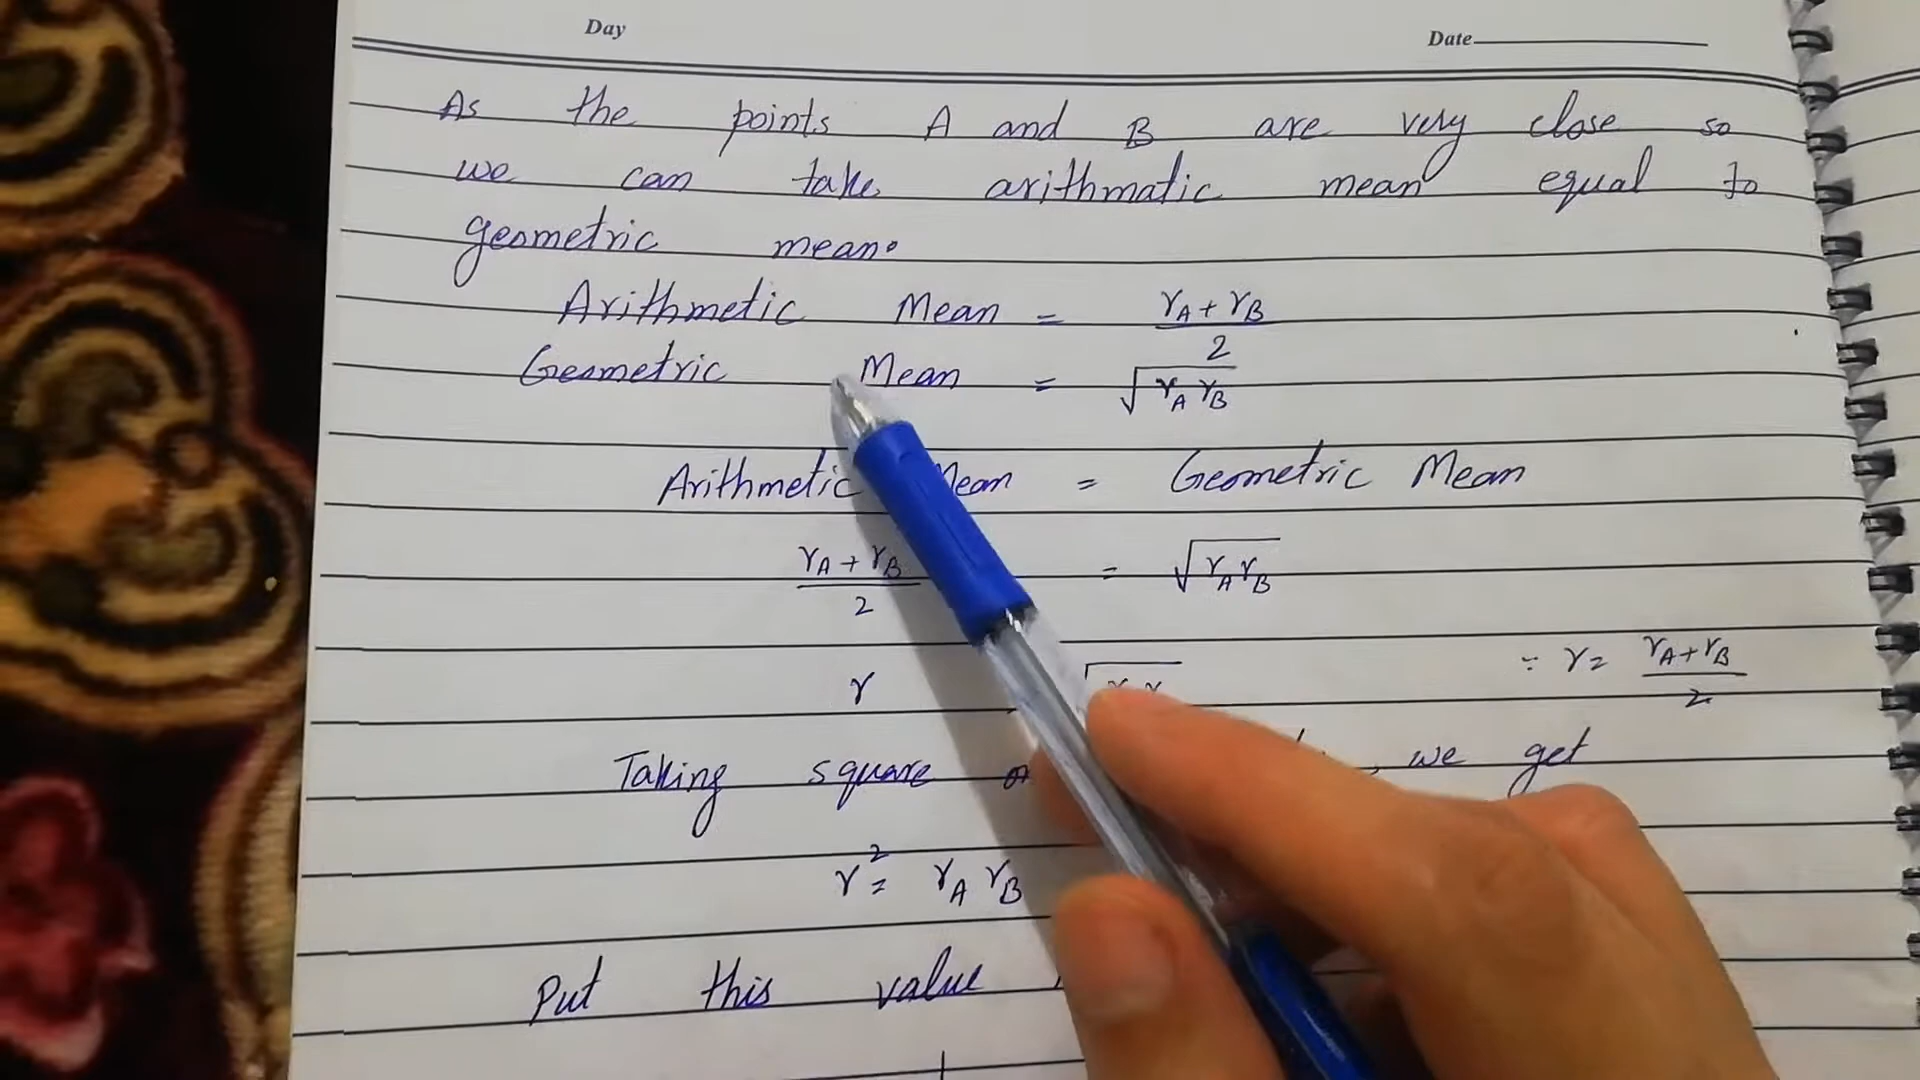 Day Date
As the points A and B are very close so
we can take arithmatic mean equal to
geometric mean.
Arithmetic Mean = rA + rB / 2
Geometric Mean = √rA rB
Arithmetic Mean = Geometric Mean
rA + rB / 2 = √rA rB
r ∵ r = rA + rB / 2
Taking square we get
r² = rA rB
Put this value